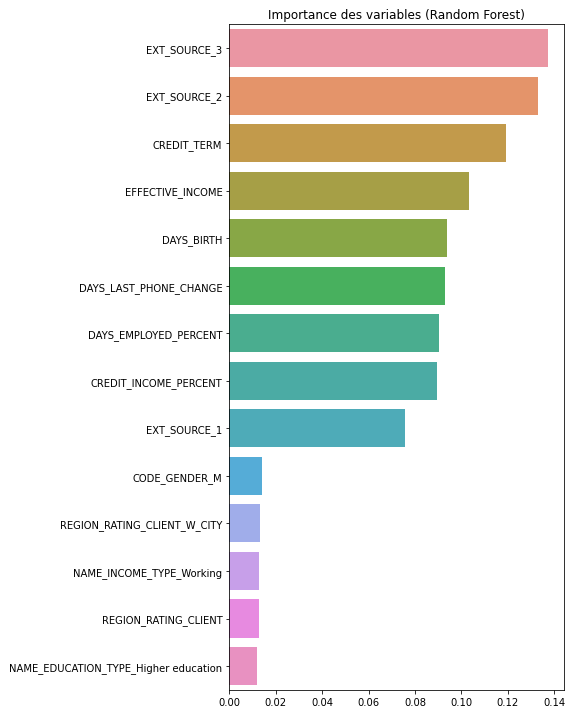 Importance des variables (Random Forest)
EXT_SOURCE_3
EXT_SOURCE_2
CREDIT_TERM
EFFECTIVE_INCOME
DAYS_BIRTH
DAYS_LAST_PHONE_CHANGE
DAYS_EMPLOYED_PERCENT
CREDIT_INCOME_PERCENT
EXT_SOURCE_1
CODE_GENDER_M
REGION_RATING_CLIENT_W_CITY
NAME_INCOME_TYPE_Working
REGION_RATING_CLIENT
NAME_EDUCATION_TYPE_Higher education
0.00 0.02 0.04 0.06 0.08 0.10 0.12 0.14